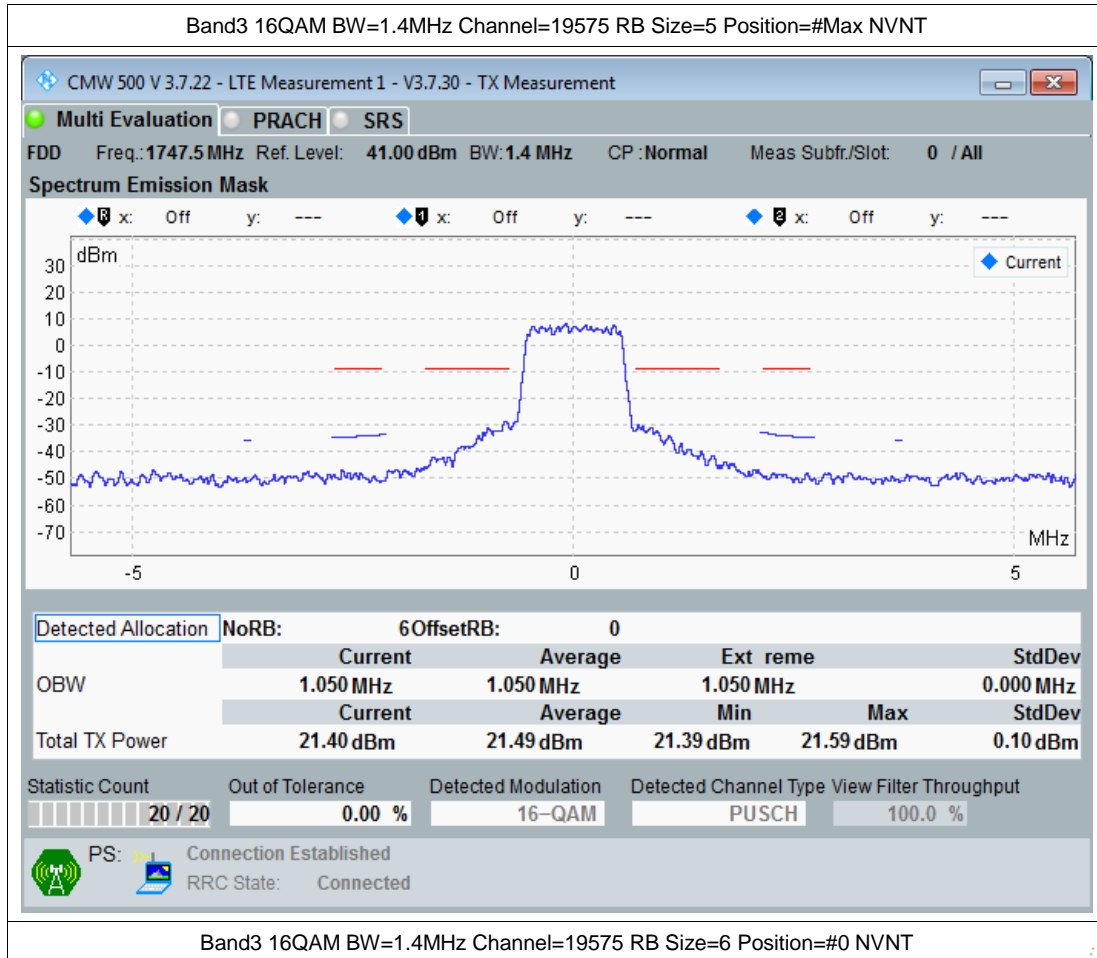 Band3 16QAM BW=1.4MHz Channel=19575 RB Size=5 Position=#Max NVNT
CMW 500 V 3.7.22 - LTE Measurement 1 - V3.7.30 - TX Measurement
Multi Evaluation PRACH SRS
FDD Freq.: 1747.5 MHz Ref. Level: 41.00 dBm BW: 1.4 MHz CP : Normal Meas Subfr./Slot: 0 / All
Spectrum Emission Mask
R x: Off y: --- 1 x: Off y: --- 2 x: Off y: ---
dBm
Current
30
20
10
0
-10
-20
-30
-40
-50
-60
-70
MHz
-5 0 5
Detected Allocation NoRB: 6 OffsetRB: 0
Current Average Ext reme StdDev
OBW 1.050 MHz 1.050 MHz 1.050 MHz 0.000 MHz
Current Average Min Max StdDev
Total TX Power 21.40 dBm 21.49 dBm 21.39 dBm 21.59 dBm 0.10 dBm
Statistic Count Out of Tolerance Detected Modulation Detected Channel Type View Filter Throughput
20 / 20 0.00 % 16-QAM PUSCH 100.0 %
PS: Connection Established
RRC State: Connected
Band3 16QAM BW=1.4MHz Channel=19575 RB Size=6 Position=#0 NVNT